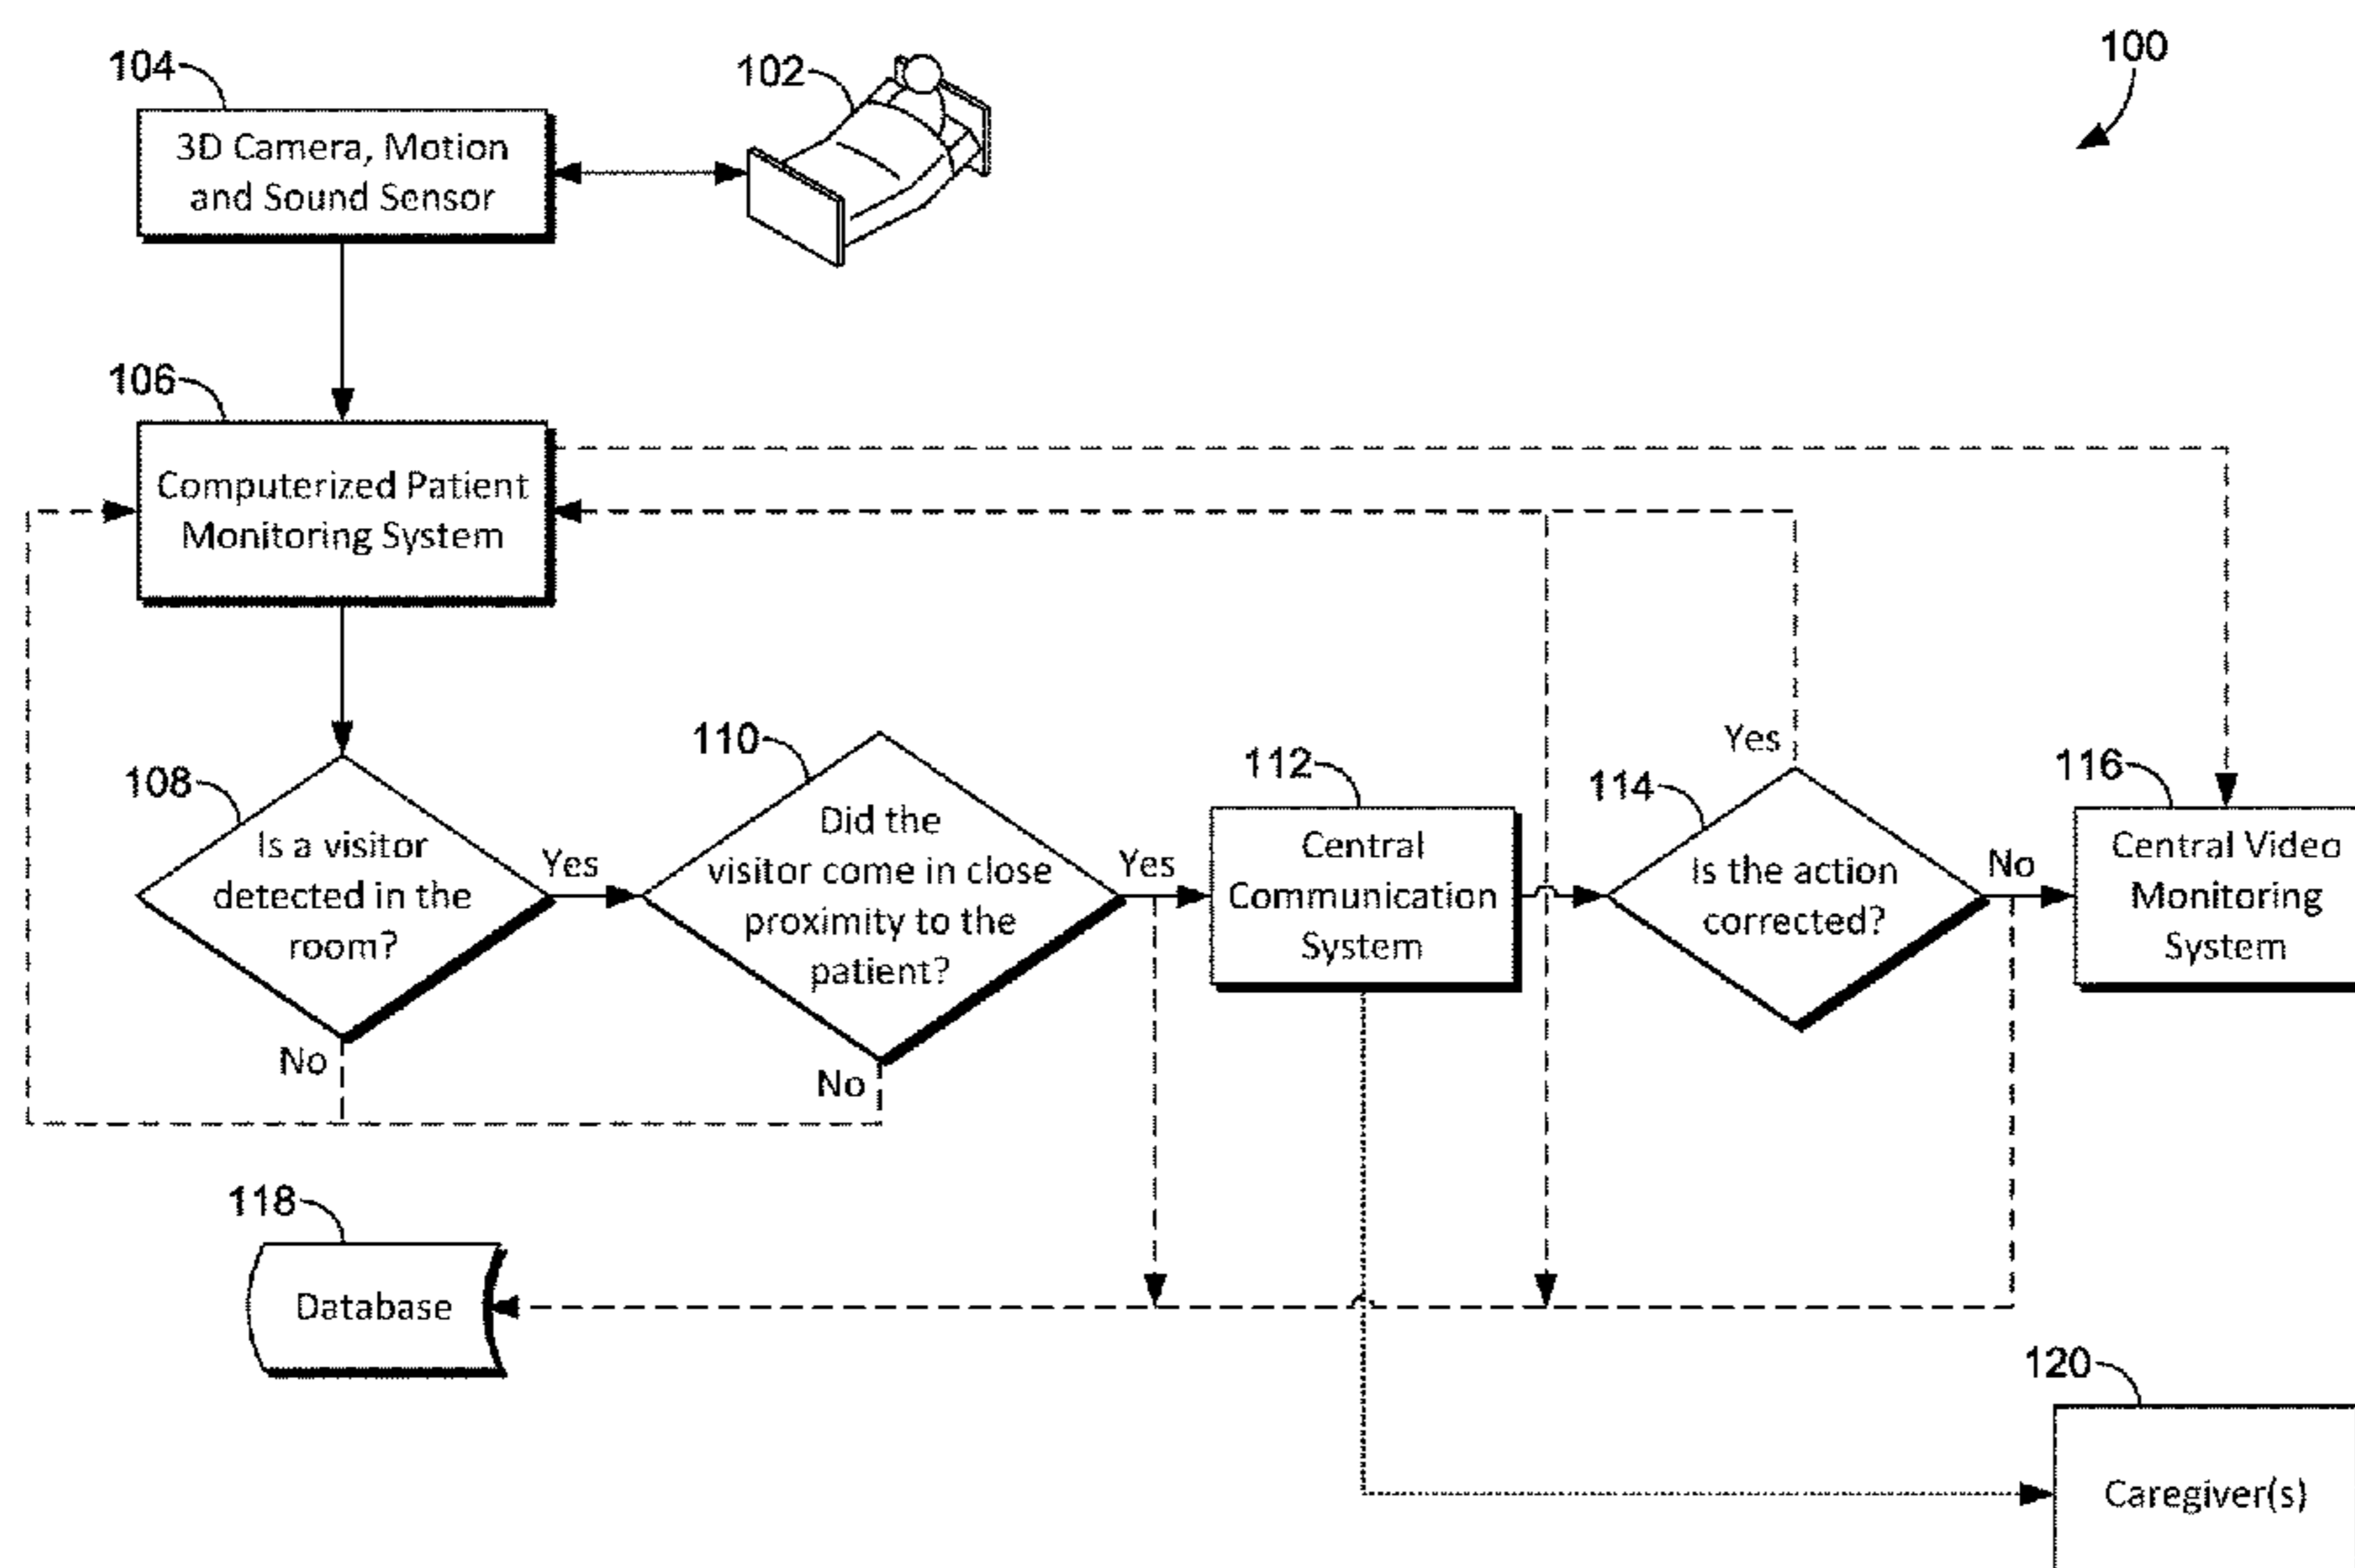 100
104
102
3D Camera, Motion
and Sound Sensor
106
Computerized Patient
Monitoring System
108
Is a visitor
detected in the
room?
Yes
No
110
Did the
visitor come in close
proximity to the
patient?
Yes
No
112
Central
Communication
System
114
Is the action
corrected?
Yes
No
116
Central Video
Monitoring
System
118
Database
120
Caregiver(s)